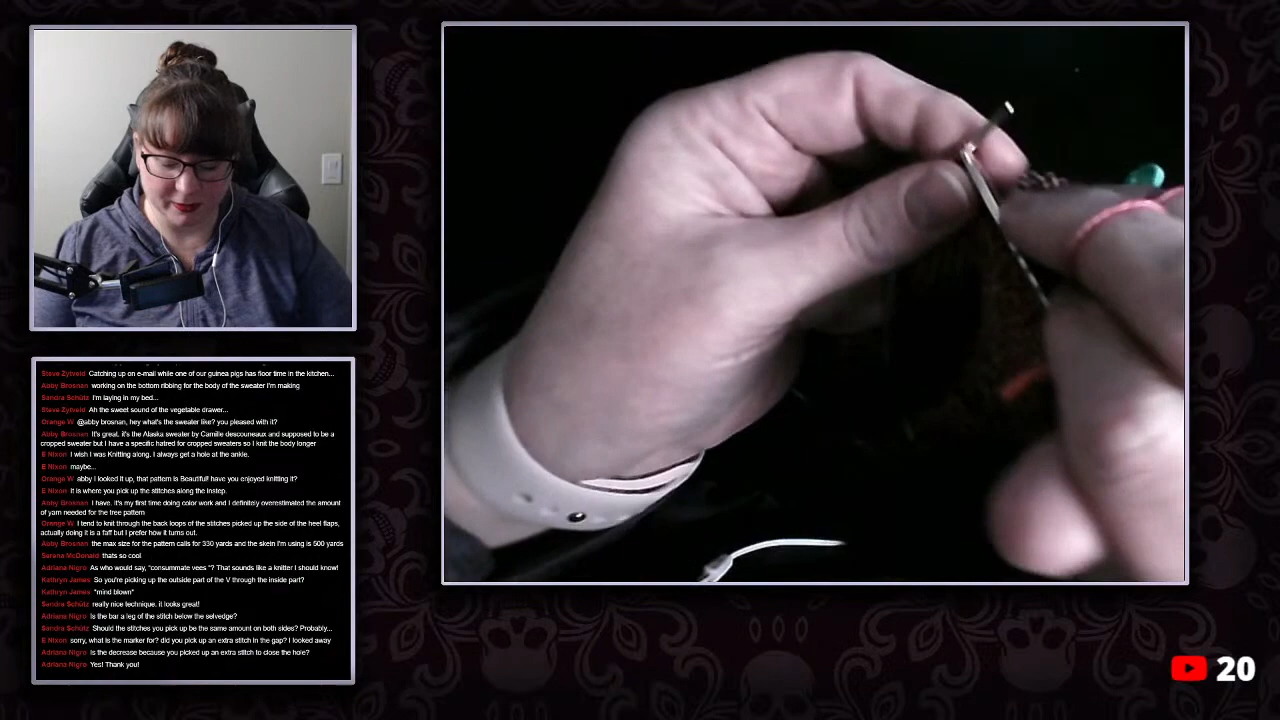 Steve Zytveld Catching up on e-mail while one of our guinea pigs has floor time in the kitchen...
Abby Brosnan working on the bottom ribbing for the body of the sweater I'm making
Sandra Schütz I'm laying in my bed...
Steve Zytveld Ah the sweet sound of the vegetable drawer...
Orange W @abby brosnan, hey what's the sweater like? you pleased with it?
Abby Brosnan It's great. it's the Alaska sweater by Camille descouneaux and supposed to be a
cropped sweater but I have a specific hatred for cropped sweaters so I knit the body longer
E Nixon I wish I was Knitting along. I always get a hole at the ankle.
E Nixon maybe...
Orange W abby I looked it up, that pattern is Beautiful! have you enjoyed knitting it?
E Nixon It is where you pick up the stitches along the instep.
Abby Brosnan I have. it's my first time doing color work and I definitely overestimated the amount
of yarn needed for the tree pattern
Orange W I tend to knit through the back loops of the stitches picked up the side of the heel flaps,
actually doing it is a faff but I prefer how it turns out.
Abby Brosnan the max size for the pattern calls for 330 yards and the skein I'm using is 500 yards
Sarana McDonald thats so cool
Adriana Nigro As who would say, "consummate vees "? That sounds like a knitter I should know!
Kathryn James So you're picking up the outside part of the V through the inside part?
Kathryn James *mind blown*
Sandra Schütz really nice technique. it looks great!
Adriana Nigro Is the bar a leg of the stitch below the selvedge?
Sandra Schütz Should the stitches you pick up be the same amount on both sides? Probably...
E Nixon sorry, what is the marker for? did you pick up an extra stitch in the gap? I looked away
Adriana Nigro Is the decrease because you picked up an extra stitch to close the hole?
Adriana Nigro Yes! Thank you!
20